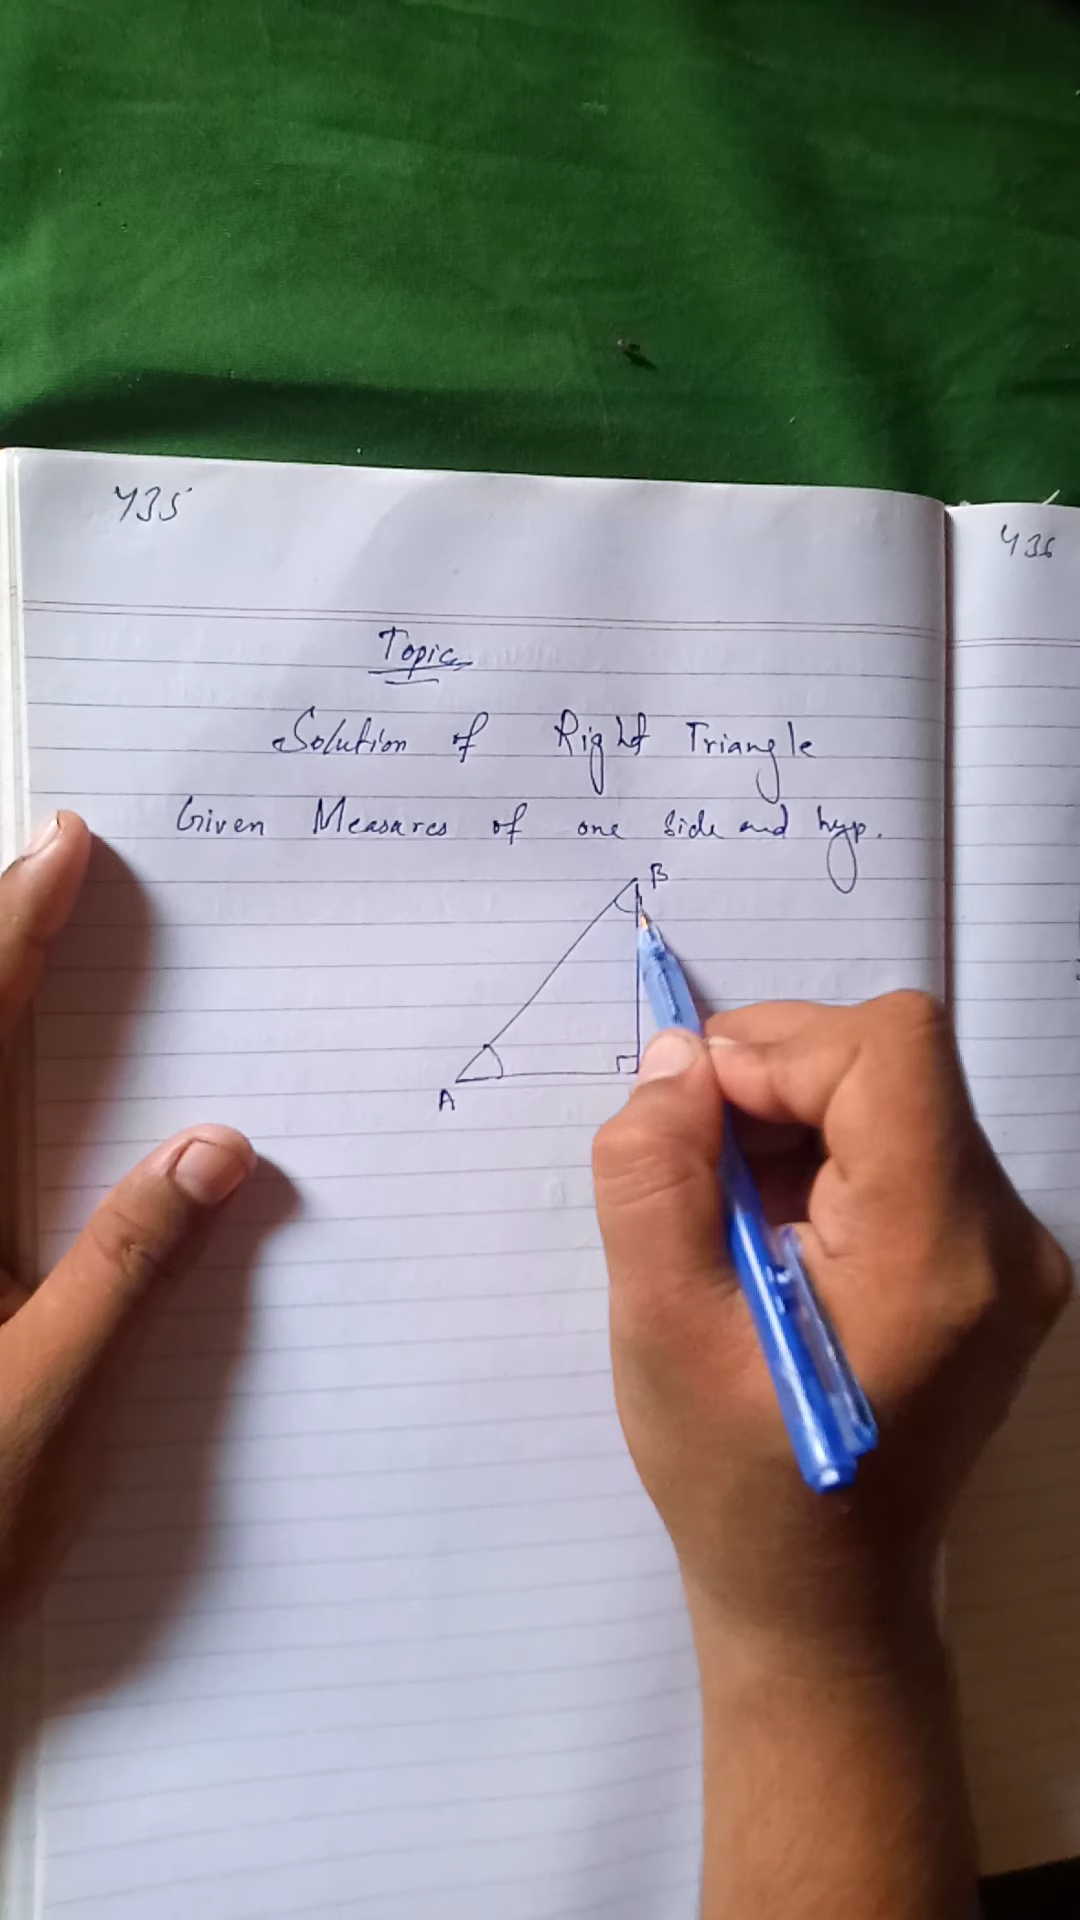 435
436
Topic
Solution of Right Triangle
Given Measures of one side and hyp.
B
A